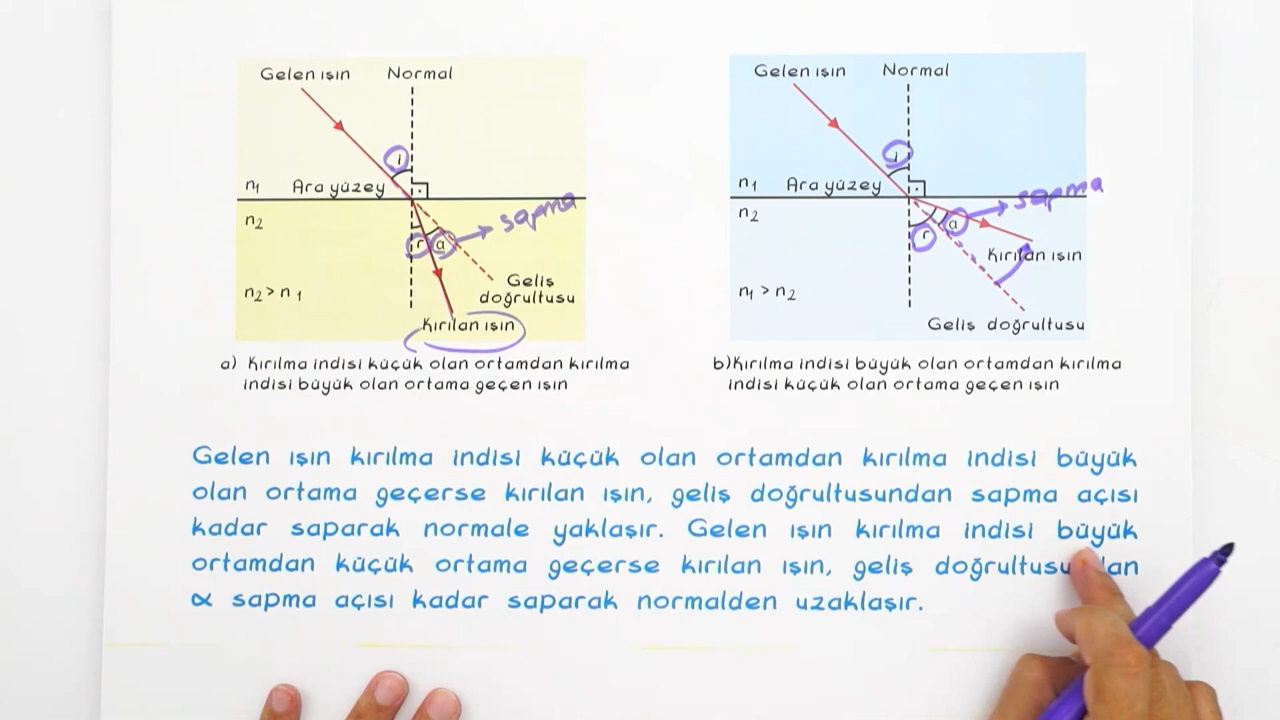 Gelen ışın Normal
i
n1 Ara yüzey
n2
sapma
r a
n2 > n1
Geliş
doğrultusu
Kırılan ışın
a) Kırılma indisi küçük olan ortamdan kırılma
indisi büyük olan ortama geçen ışın
Gelen ışın Normal
i
n1 Ara yüzey
n2
sapma
r a
Kırılan ışın
n1 > n2
Geliş doğrultusu
b)Kırılma indisi büyük olan ortamdan kırılma
indisi küçük olan ortama geçen ışın
Gelen ışın kırılma indisi küçük olan ortamdan kırılma indisi büyük
olan ortama geçerse kırılan ışın, geliş doğrultusundan sapma açısı
kadar saparak normale yaklaşır. Gelen ışın kırılma indisi büyük
ortamdan küçük ortama geçerse kırılan ışın, geliş
α sapma açısı kadar saparak normalden uzaklaşır.